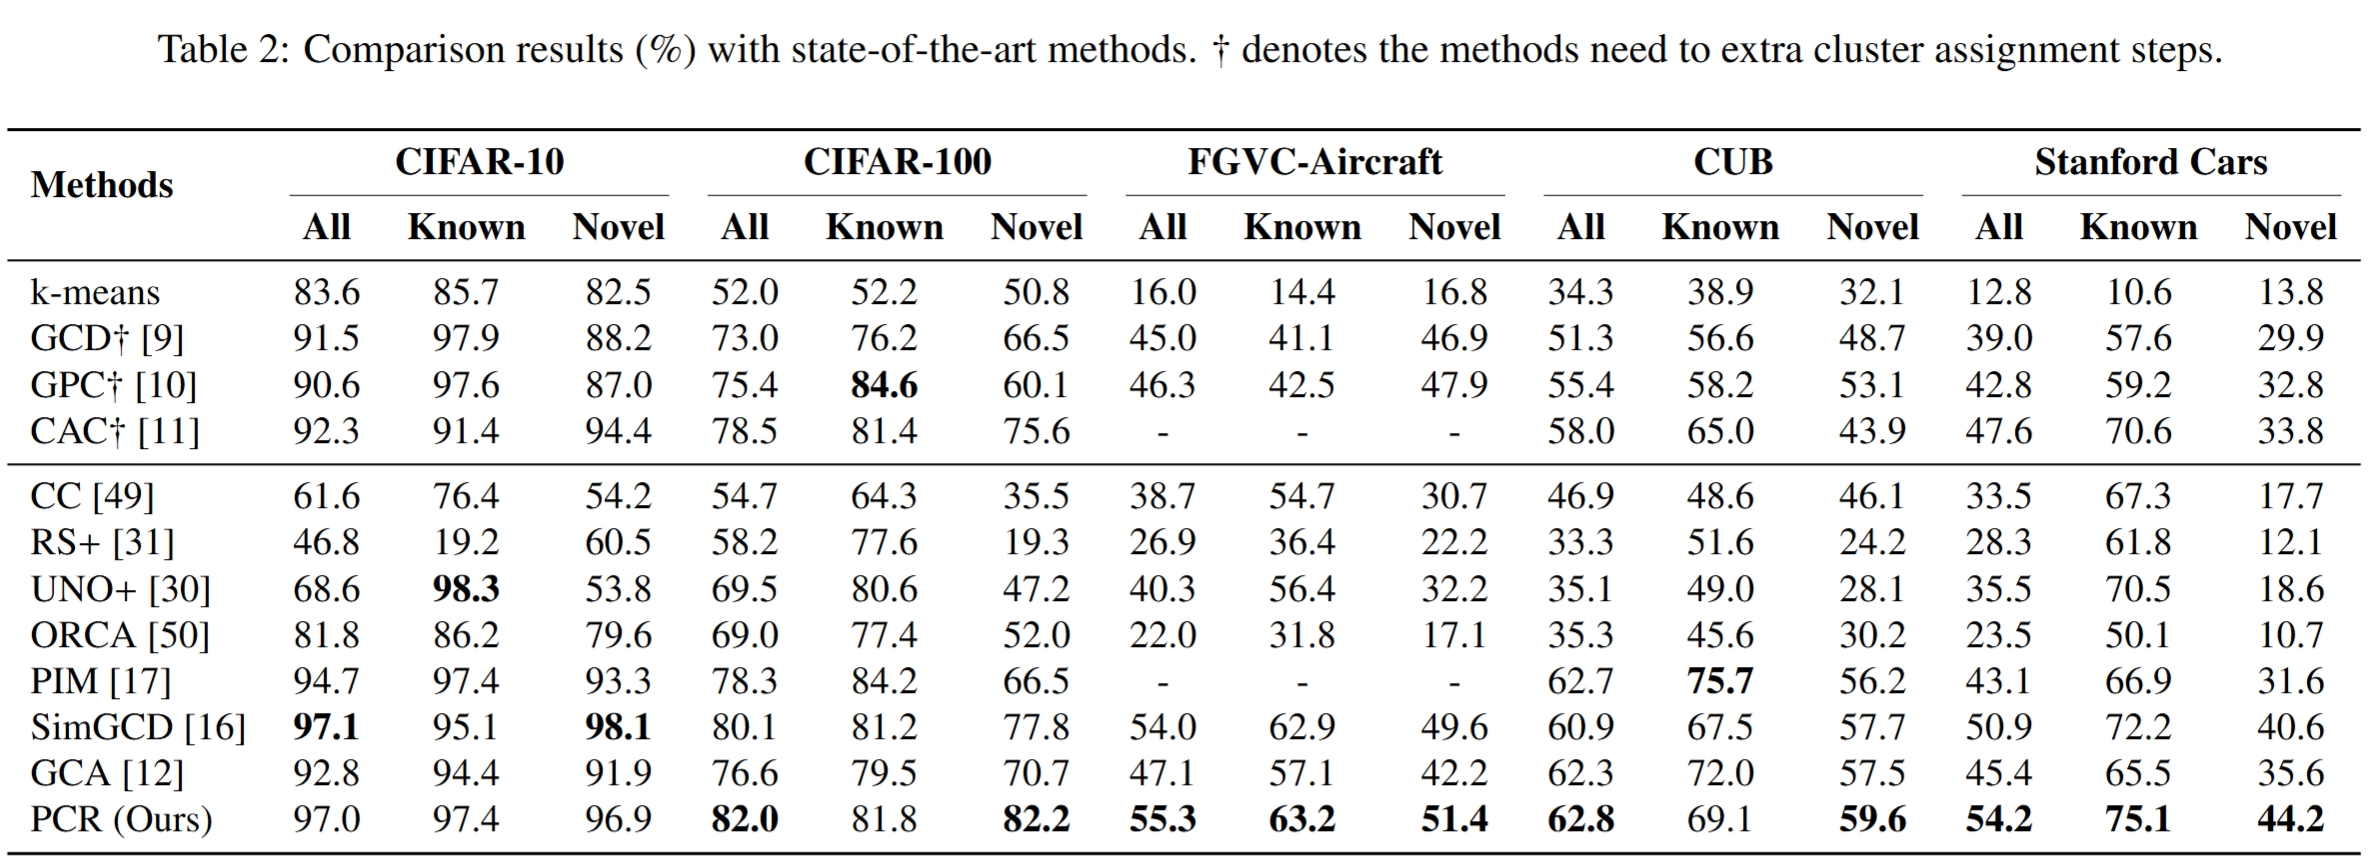 Table 2: Comparison results (%) with state-of-the-art methods. † denotes the methods need to extra cluster assignment steps.
Methods CIFAR-10 CIFAR-100 FGVC-Aircraft CUB Stanford Cars
All Known Novel All Known Novel All Known Novel All Known Novel All Known Novel
k-means 83.6 85.7 82.5 52.0 52.2 50.8 16.0 14.4 16.8 34.3 38.9 32.1 12.8 10.6 13.8
GCD† [9] 91.5 97.9 88.2 73.0 76.2 66.5 45.0 41.1 46.9 51.3 56.6 48.7 39.0 57.6 29.9
GPC† [10] 90.6 97.6 87.0 75.4 84.6 60.1 46.3 42.5 47.9 55.4 58.2 53.1 42.8 59.2 32.8
CAC† [11] 92.3 91.4 94.4 78.5 81.4 75.6 - - - 58.0 65.0 43.9 47.6 70.6 33.8
CC [49] 61.6 76.4 54.2 54.7 64.3 35.5 38.7 54.7 30.7 46.9 48.6 46.1 33.5 67.3 17.7
RS+ [31] 46.8 19.2 60.5 58.2 77.6 19.3 26.9 36.4 22.2 33.3 51.6 24.2 28.3 61.8 12.1
UNO+ [30] 68.6 98.3 53.8 69.5 80.6 47.2 40.3 56.4 32.2 35.1 49.0 28.1 35.5 70.5 18.6
ORCA [50] 81.8 86.2 79.6 69.0 77.4 52.0 22.0 31.8 17.1 35.3 45.6 30.2 23.5 50.1 10.7
PIM [17] 94.7 97.4 93.3 78.3 84.2 66.5 - - - 62.7 75.7 56.2 43.1 66.9 31.6
SimGCD [16] 97.1 95.1 98.1 80.1 81.2 77.8 54.0 62.9 49.6 60.9 67.5 57.7 50.9 72.2 40.6
GCA [12] 92.8 94.4 91.9 76.6 79.5 70.7 47.1 57.1 42.2 62.3 72.0 57.5 45.4 65.5 35.6
PCR (Ours) 97.0 97.4 96.9 82.0 81.8 82.2 55.3 63.2 51.4 62.8 69.1 59.6 54.2 75.1 44.2